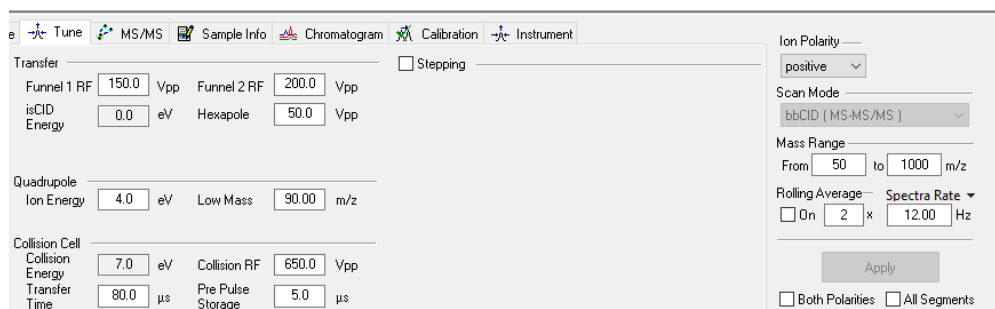 e Tune MS/MS Sample Info Chromatogram Calibration Instrument
Transfer
Funnel 1 RF 150.0 Vpp Funnel 2 RF 200.0 Vpp
isCID Energy 0.0 eV Hexapole 50.0 Vpp
Quadrupole
Ion Energy 4.0 eV Low Mass 90.00 m/z
Collision Cell
Collision Energy 7.0 eV Collision RF 650.0 Vpp
Transfer Time 80.0 µs Pre Pulse Storage 5.0 µs
Stepping
Ion Polarity
positive
Scan Mode
bbCID ( MS-MS/MS )
Mass Range
From 50 to 1000 m/z
Rolling Average Spectra Rate
On 2 x 12.00 Hz
Apply
Both Polarities All Segments